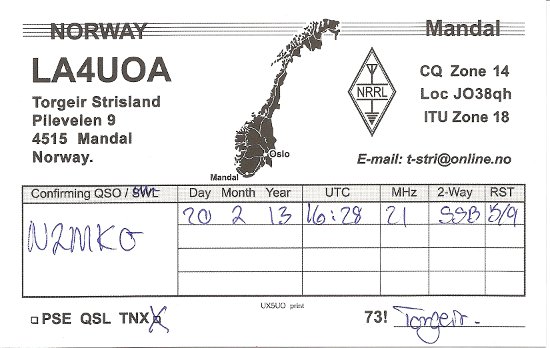 NORWAY
Mandal
LA4UOA
Torgeir Strisland
Pileveien 9
4515 Mandal
Norway.
NRRL
CQ Zone 14
Loc JO38qh
ITU Zone 18
Oslo
Mandal
E-mail: t-stri@online.no
Confirming QSO / SWL Day Month Year UTC MHz 2-Way RST
N2MKO 20 2 13 16:28 21 SSB 5/9
UX5UO print
PSE QSL TNX X 73! Torgeir.